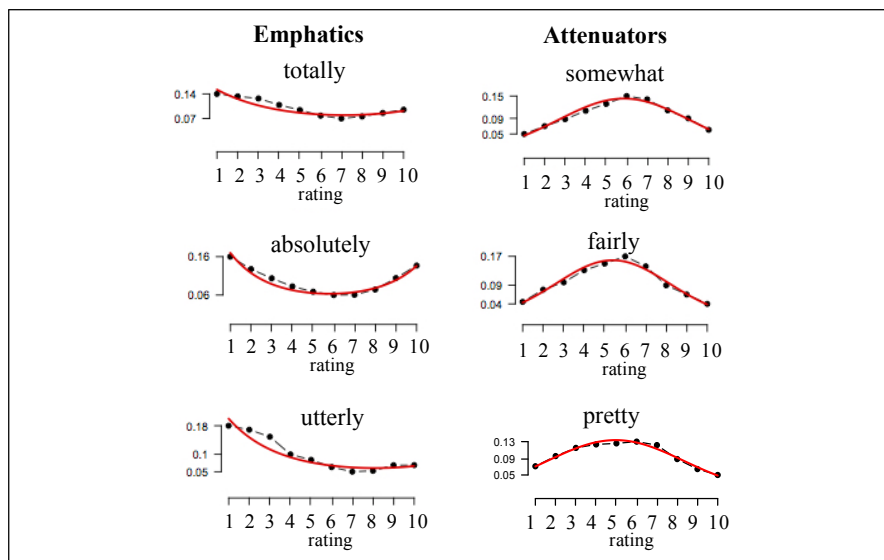 Emphatics
Attenuators
totally
0.14
0.07
1 2 3 4 5 6 7 8 9 10
rating
somewhat
0.15
0.09
0.05
1 2 3 4 5 6 7 8 9 10
rating
absolutely
0.16
0.06
1 2 3 4 5 6 7 8 9 10
rating
fairly
0.17
0.09
0.04
1 2 3 4 5 6 7 8 9 10
rating
utterly
0.18
0.1
0.05
1 2 3 4 5 6 7 8 9 10
rating
pretty
0.13
0.09
0.05
1 2 3 4 5 6 7 8 9 10
rating